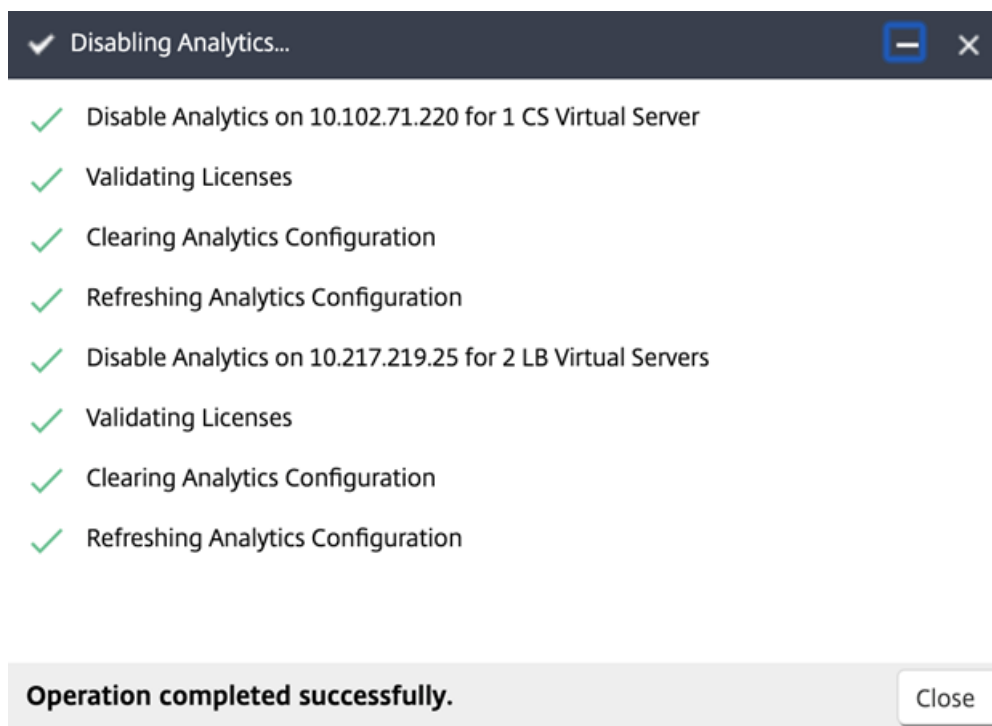 Disabling Analytics...
Disable Analytics on 10.102.71.220 for 1 CS Virtual Server
Validating Licenses
Clearing Analytics Configuration
Refreshing Analytics Configuration
Disable Analytics on 10.217.219.25 for 2 LB Virtual Servers
Validating Licenses
Clearing Analytics Configuration
Refreshing Analytics Configuration
Operation completed successfully.
Close